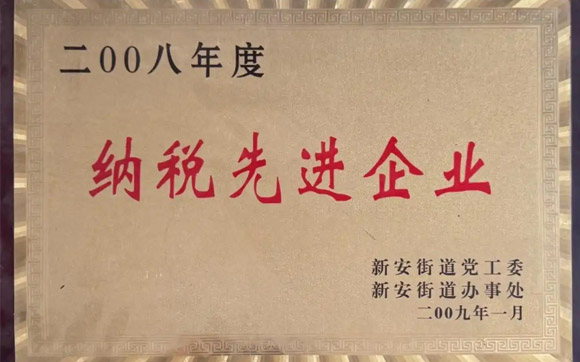 二00八年度
纳税先进企业
新安街道党工委
新安街道办事处
二00九年一月